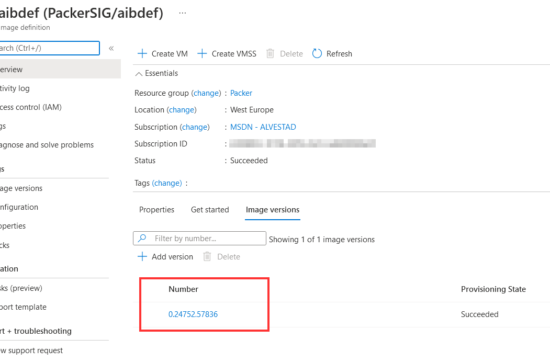 aibdef (PackerSIG/aibdef) ...
mage definition
arch (Ctrl+/) «
Create VM Create VMSS Delete Refresh
Essentials
Resource group (change) : Packer
Location (change) : West Europe
Subscription (change) : MSDN - ALVESTAD
Subscription ID :
Status : Succeeded
Tags (change) :
erview
tivity log
cess control (IAM)
gs
agnose and solve problems
gs
age versions
nfiguration
operties
cks
ation
sks (preview)
port template
rt + troubleshooting
w support request
Properties Get started Image versions
Filter by number... Showing 1 of 1 image versions
Add version Delete
Number Provisioning State
0.24752.57836 Succeeded